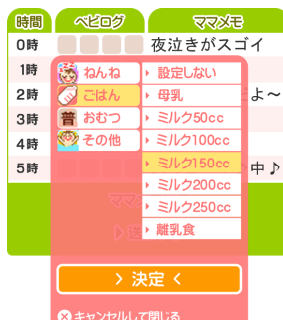 時間 ベビログ ママメモ
0時 夜泣きがスゴイ
1時
2時 だよ～
3時
4時
5時 中♪
ねんね
ごはん
おむつ
その他
設定しない
母乳
ミルク50cc
ミルク100cc
ミルク150cc
ミルク200cc
ミルク250cc
離乳食
普
ママ
送
決定
キャンセルして閉じる